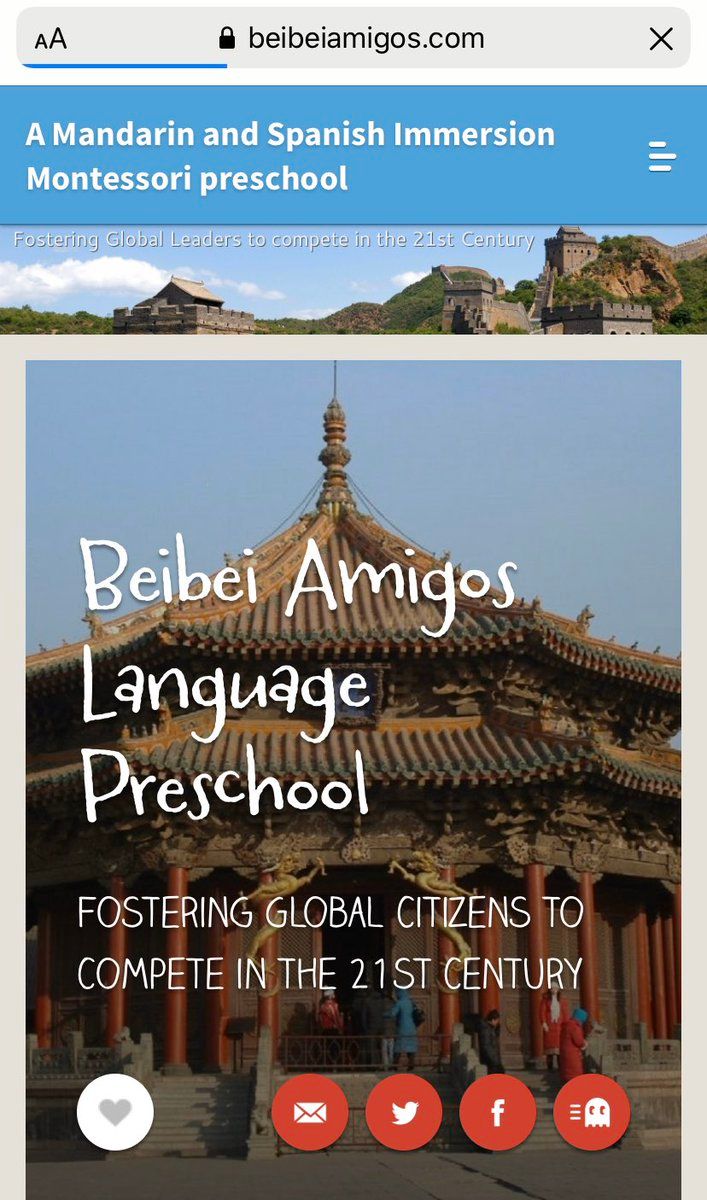 AA beibeiamigos.com
A Mandarin and Spanish Immersion
Montessori preschool
Fostering Global Leaders to compete in the 21st Century
Beibei Amigos
Language
Preschool
FOSTERING GLOBAL CITIZENS TO
COMPETE IN THE 21ST CENTURY